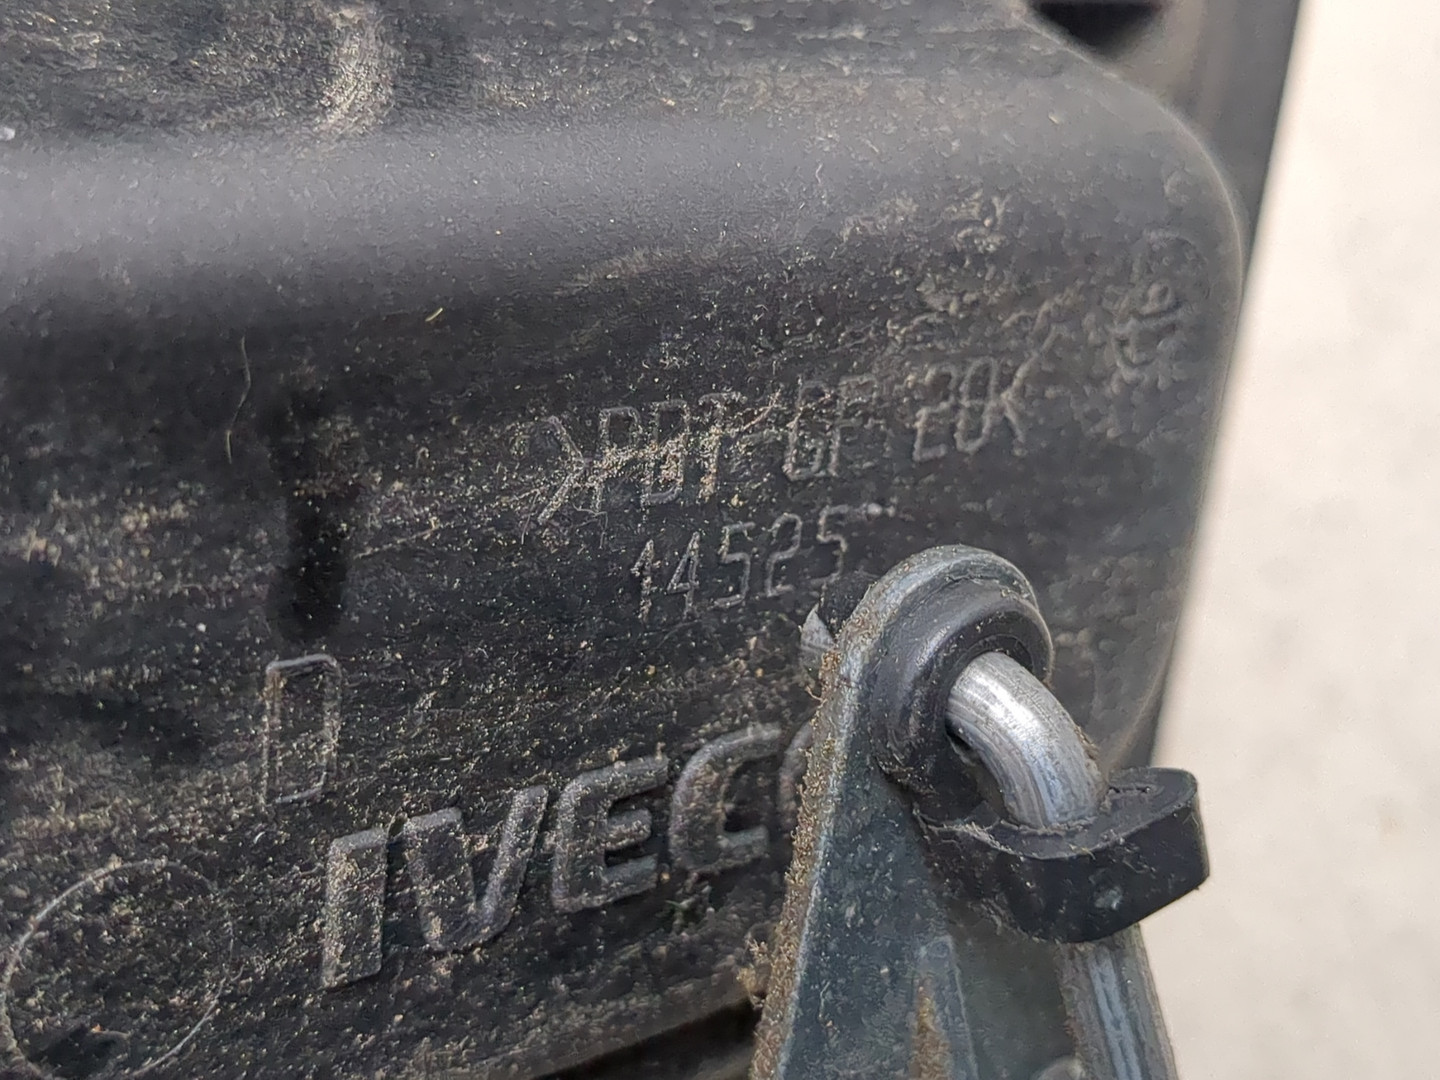 >PBT-GF 20<
14525
D
IVECO